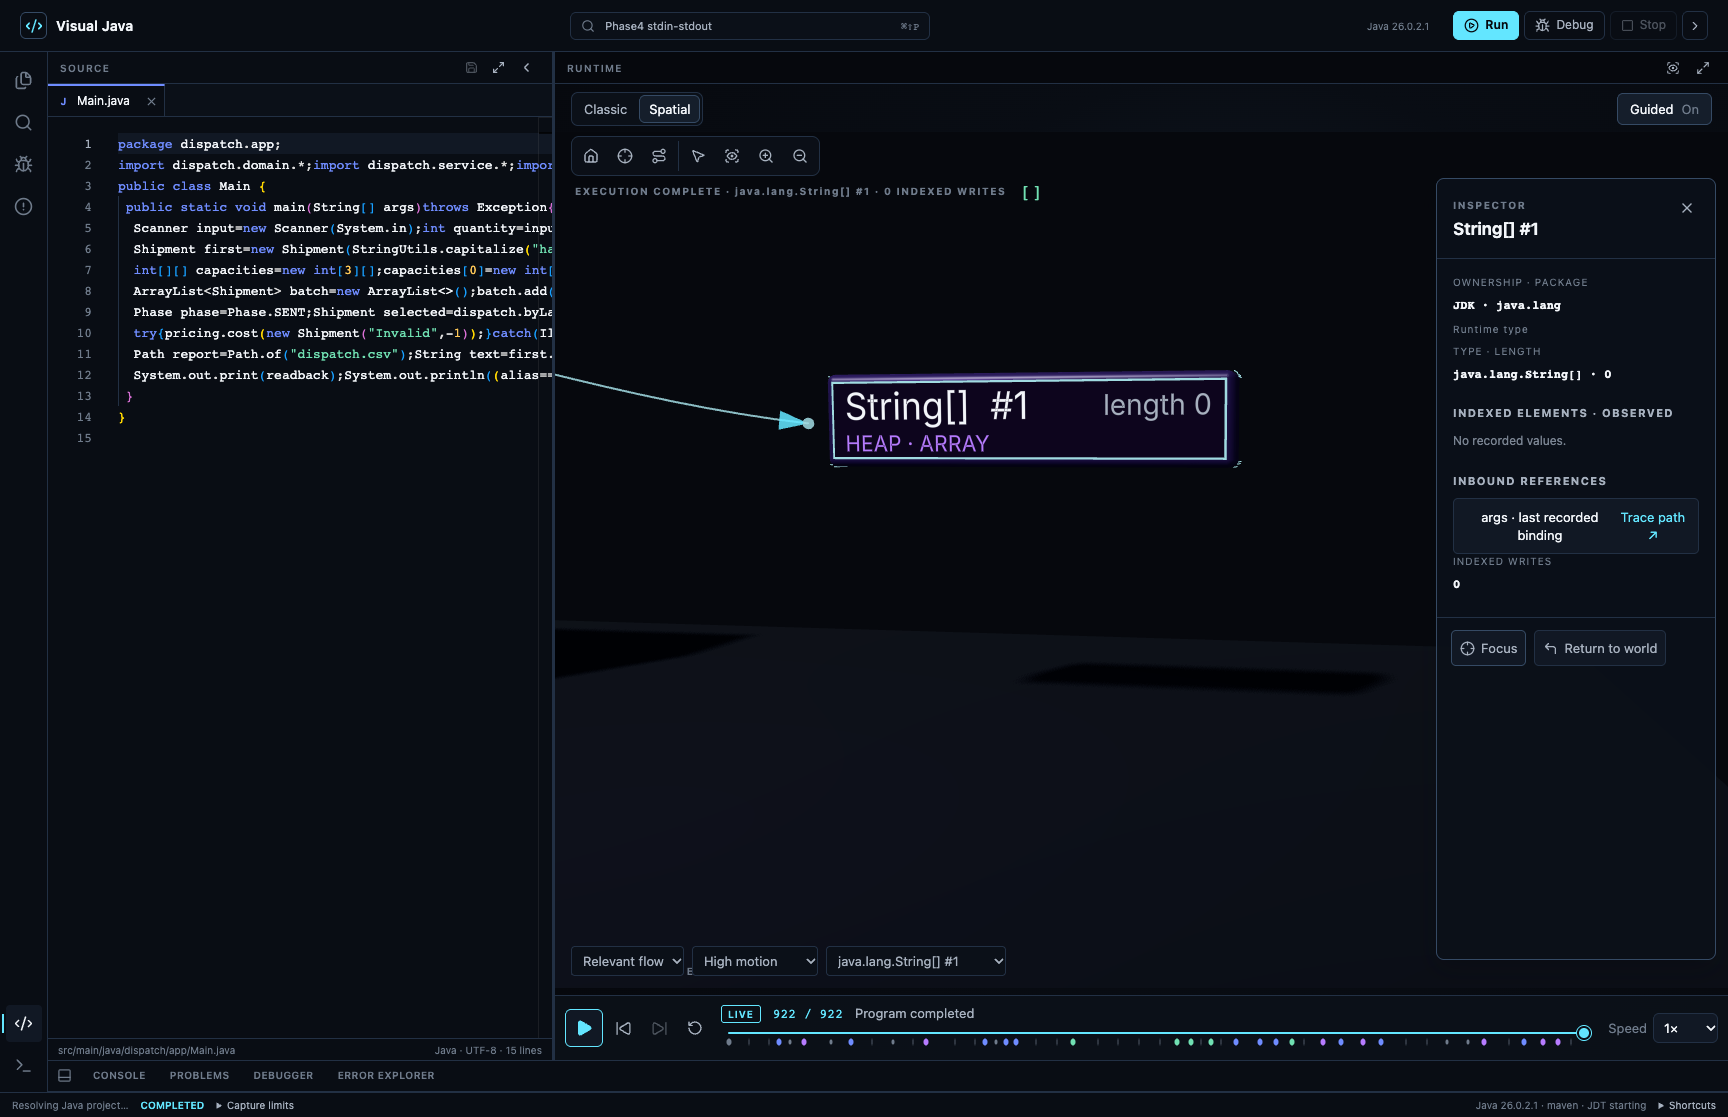 Visual Java
Phase4 stdin-stdout
⌘⇧P
Java 26.0.2.1
Run
Debug
Stop
SOURCE
J Main.java
1 package dispatch.app;
2 import dispatch.domain.*;import dispatch.service.*;impor
3 public class Main {
4 public static void main(String[] args)throws Exception{
5 Scanner input=new Scanner(System.in);int quantity=inpu
6 Shipment first=new Shipment(StringUtils.capitalize("ha
7 int[][] capacities=new int[3][];capacities[0]=new int[
8 ArrayList<Shipment> batch=new ArrayList<>();batch.add(
9 Phase phase=Phase.SENT;Shipment selected=dispatch.byLa
10 try{pricing.cost(new Shipment("Invalid",-1));}catch(Il
11 Path report=Path.of("dispatch.csv");String text=first.
12 System.out.print(readback);System.out.println((alias==
13 }
14 }
15
src/main/java/dispatch/app/Main.java
Java · UTF-8 · 15 lines
RUNTIME
Classic
Spatial
Guided On
EXECUTION COMPLETE · java.lang.String[] #1 · 0 INDEXED WRITES [ ]
String[] #1 length 0
HEAP · ARRAY
INSPECTOR
String[] #1
OWNERSHIP · PACKAGE
JDK · java.lang
Runtime type
TYPE · LENGTH
java.lang.String[] · 0
INDEXED ELEMENTS · OBSERVED
No recorded values.
INBOUND REFERENCES
args · last recorded binding
Trace path ↗
INDEXED WRITES
0
Focus
Return to world
Relevant flow
E
High motion
java.lang.String[] #1
LIVE 922 / 922 Program completed
Speed 1×
CONSOLE
PROBLEMS
DEBUGGER
ERROR EXPLORER
Resolving Java project...
COMPLETED
Capture limits
Java 26.0.2.1 · maven · JDT starting
Shortcuts